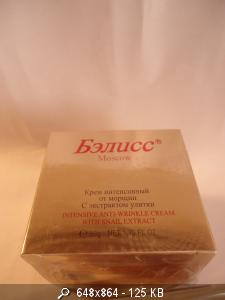 Бэлисс®
Moscow
Крем интенсивный
от морщин
С экстрактом улитки
INTENSIVE ANTI-WRINKLE CREAM
WITH SNAIL EXTRACT
648x864 - 125 KB